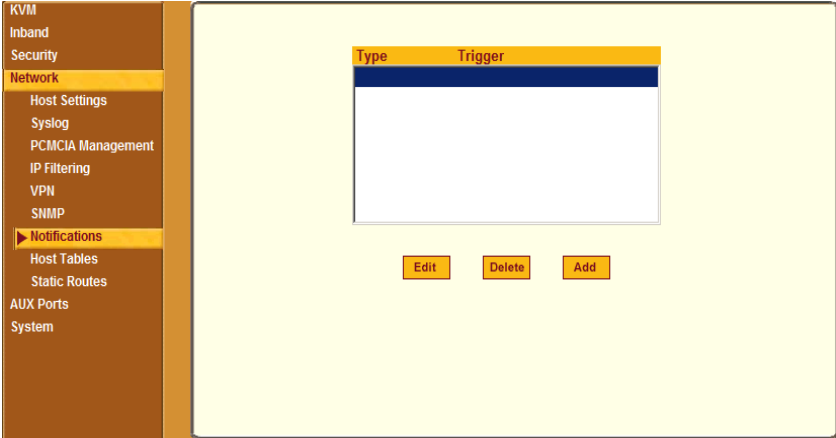 KVM
Inband
Security
Network
Host Settings
Syslog
PCMCIA Management
IP Filtering
VPN
SNMP
Notifications
Host Tables
Static Routes
AUX Ports
System
Type Trigger
Edit Delete Add